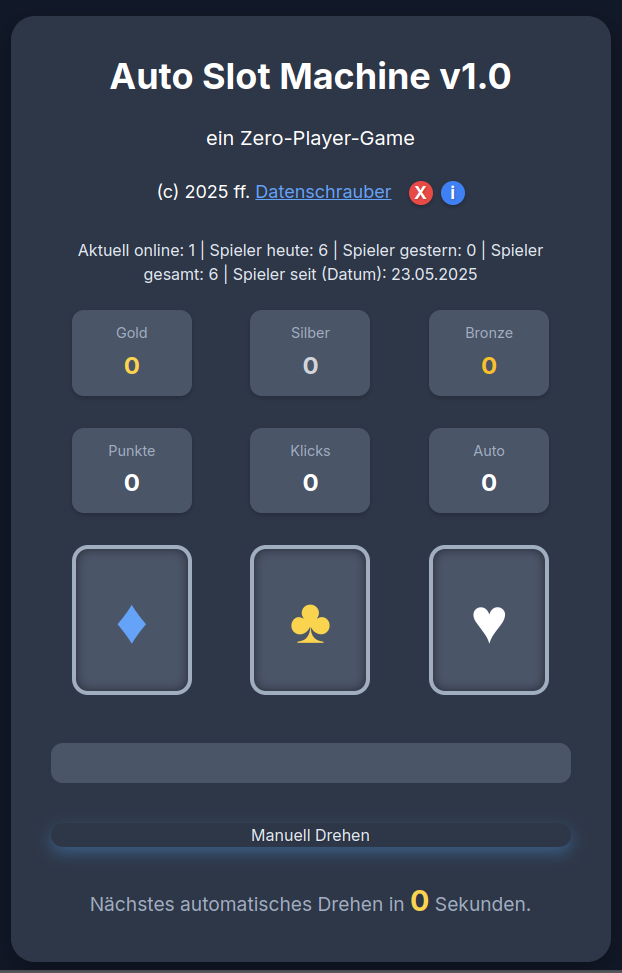 Auto Slot Machine v1.0
ein Zero-Player-Game
(c) 2025 ff. Datenschrauber X i
Aktuell online: 1 | Spieler heute: 6 | Spieler gestern: 0 | Spieler
gesamt: 6 | Spieler seit (Datum): 23.05.2025
Gold Silber Bronze
0 0 0
Punkte Klicks Auto
0 0 0
♦ ♣ ♥
Manuell Drehen
Nächstes automatisches Drehen in 0 Sekunden.